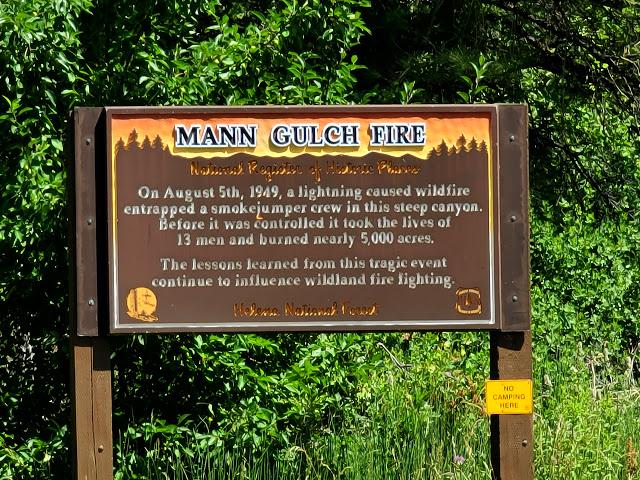 MANN GULCH FIRE
National Register of Historic Places
On August 5th, 1949, a lightning caused wildfire
entrapped a smokejumper crew in this steep canyon.
Before it was controlled it took the lives of
13 men and burned nearly 5,000 acres.
The lessons learned from this tragic event
continue to influence wildland fire fighting.
Helena National Forest
NO
CAMPING
HERE